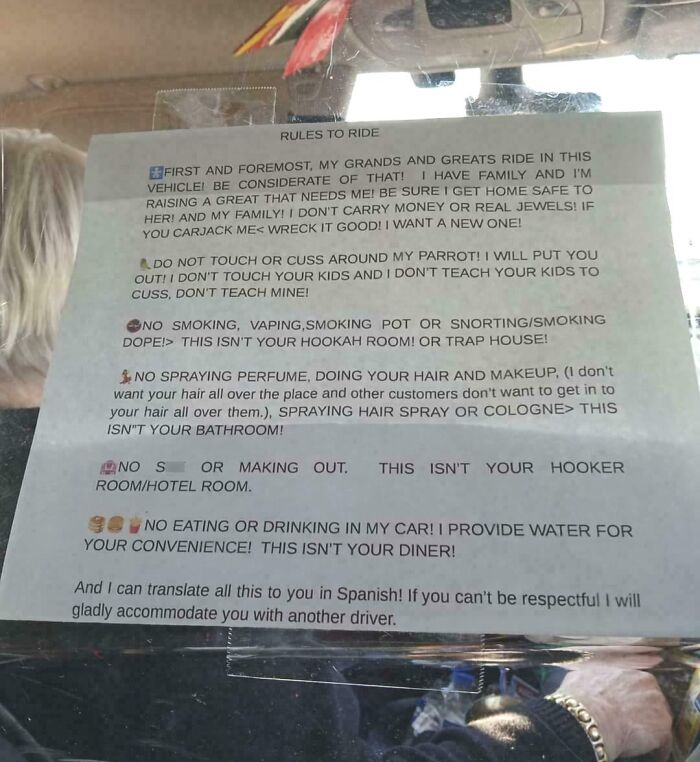 RULES TO RIDE
🚼FIRST AND FOREMOST, MY GRANDS AND GREATS RIDE IN THIS
VEHICLE! BE CONSIDERATE OF THAT! I HAVE FAMILY AND I'M
RAISING A GREAT THAT NEEDS ME! BE SURE I GET HOME SAFE TO
HER! AND MY FAMILY! I DON'T CARRY MONEY OR REAL JEWELS! IF
YOU CARJACK ME< WRECK IT GOOD! I WANT A NEW ONE!
🦜DO NOT TOUCH OR CUSS AROUND MY PARROT! I WILL PUT YOU
OUT! I DON'T TOUCH YOUR KIDS AND I DON'T TEACH YOUR KIDS TO
CUSS, DON'T TEACH MINE!
🚭NO SMOKING, VAPING,SMOKING POT OR SNORTING/SMOKING
DOPE!> THIS ISN'T YOUR HOOKAH ROOM! OR TRAP HOUSE!
💃NO SPRAYING PERFUME, DOING YOUR HAIR AND MAKEUP, (I don't
want your hair all over the place and other customers don't want to get in to
your hair all over them.), SPRAYING HAIR SPRAY OR COLOGNE> THIS
ISN"T YOUR BATHROOM!
🏩NO S OR MAKING OUT. THIS ISN'T YOUR HOOKER
ROOM/HOTEL ROOM.
🥞🍔🍟NO EATING OR DRINKING IN MY CAR! I PROVIDE WATER FOR
YOUR CONVENIENCE! THIS ISN'T YOUR DINER!
And I can translate all this to you in Spanish! If you can't be respectful I will
gladly accommodate you with another driver.